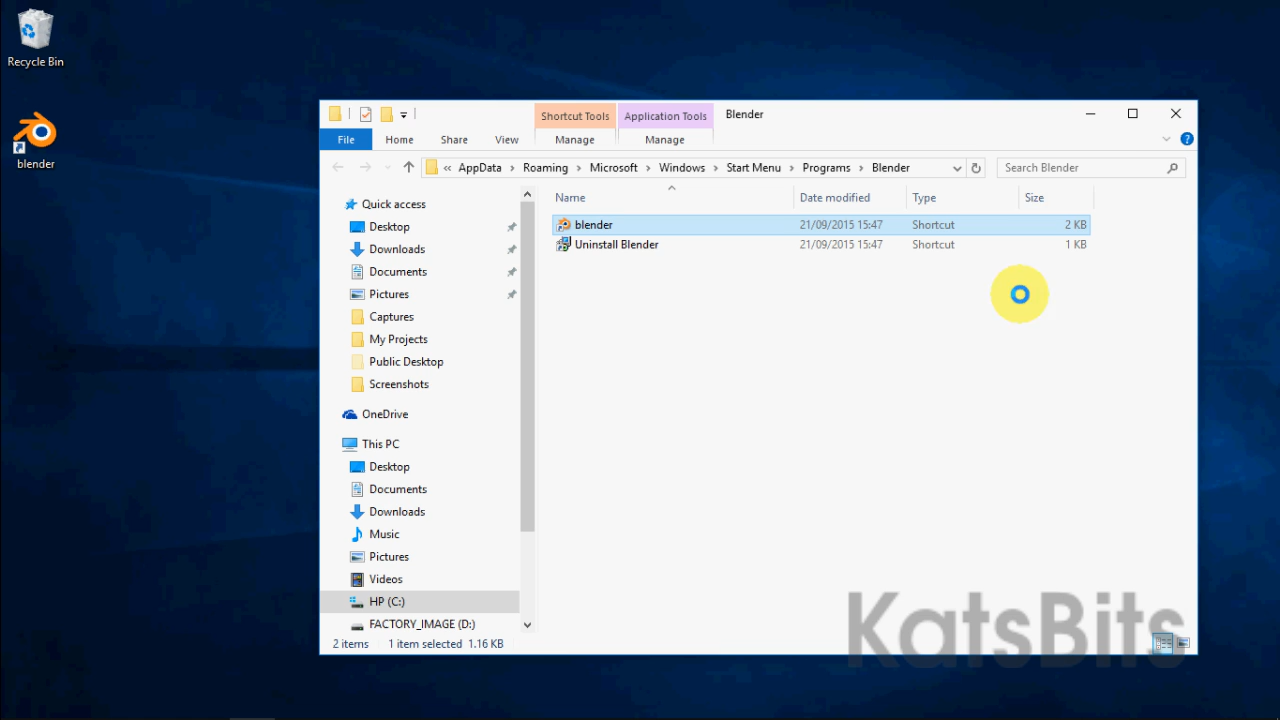 Recycle Bin
blender
Shortcut Tools
Application Tools
Blender
File
Home
Share
View
Manage
Manage
« AppData › Roaming › Microsoft › Windows › Start Menu › Programs › Blender
Search Blender
Name
Date modified
Type
Size
blender 21/09/2015 15:47 Shortcut 2 KB
Uninstall Blender 21/09/2015 15:47 Shortcut 1 KB
Quick access
Desktop
Downloads
Documents
Pictures
Captures
My Projects
Public Desktop
Screenshots
OneDrive
This PC
Desktop
Documents
Downloads
Music
Pictures
Videos
HP (C:)
FACTORY_IMAGE (D:)
2 items
1 item selected 1.16 KB
KatsBits